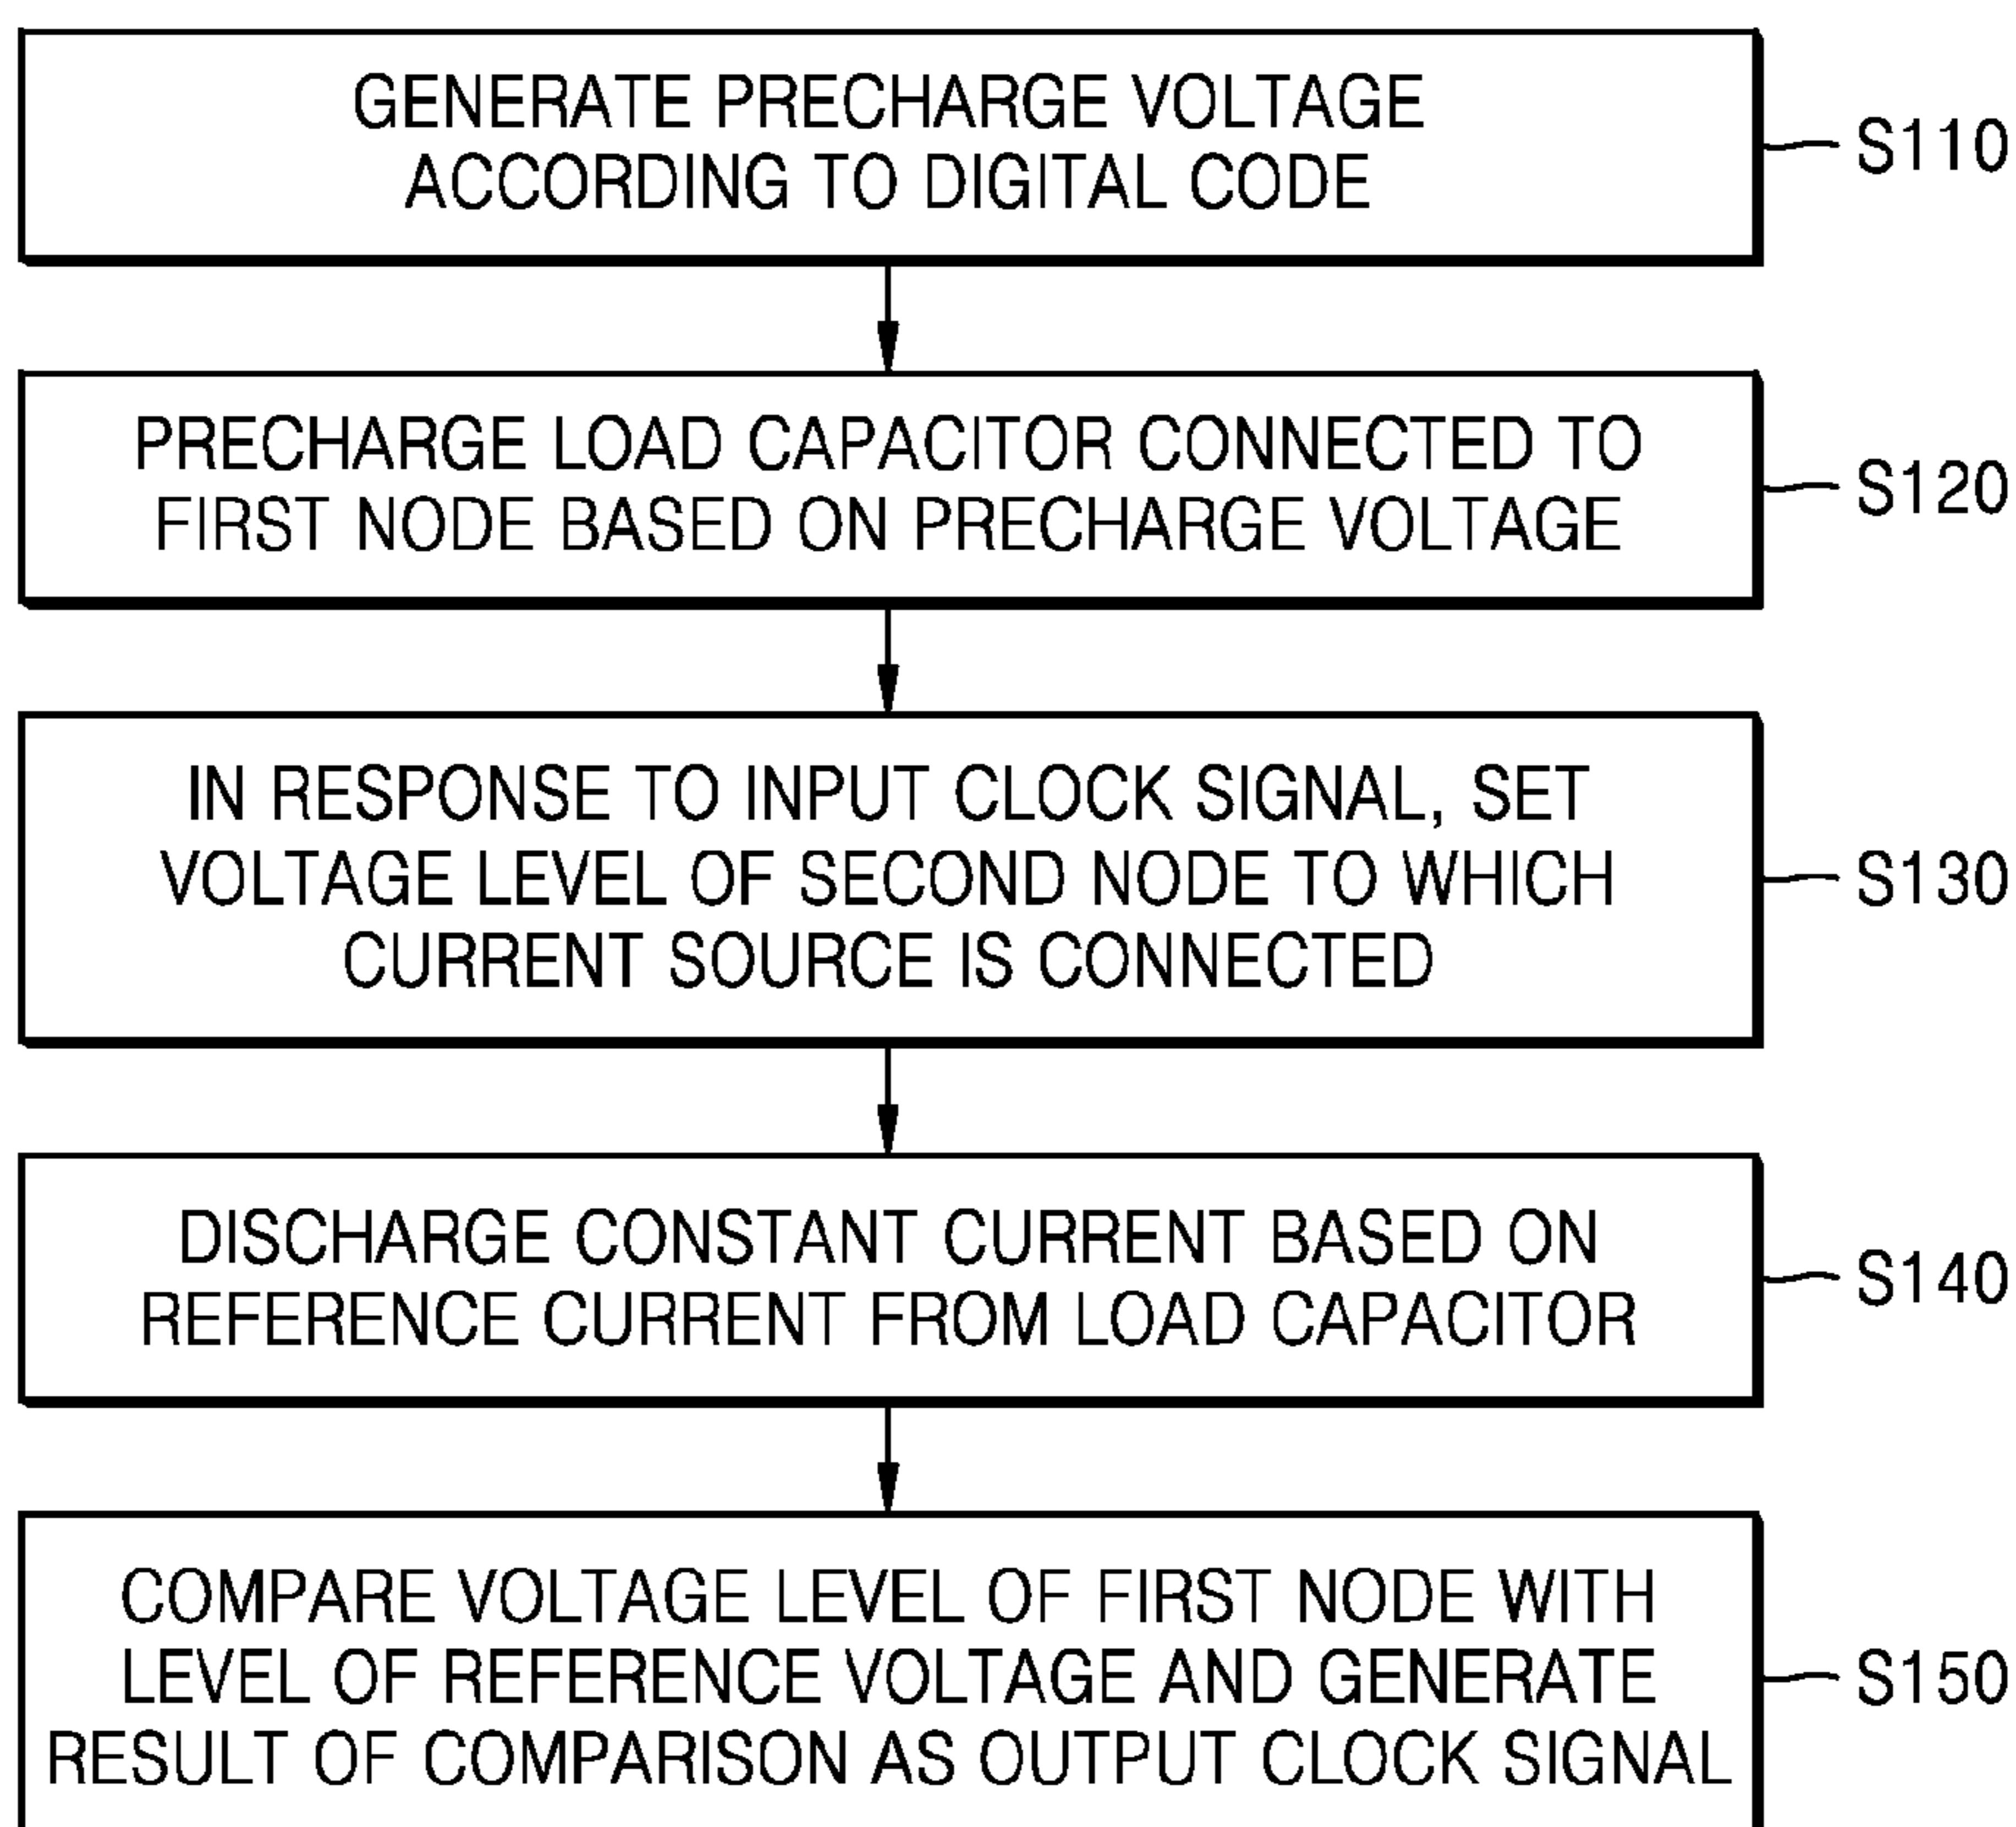 GENERATE PRECHARGE VOLTAGE
ACCORDING TO DIGITAL CODE
S110
PRECHARGE LOAD CAPACITOR CONNECTED TO
FIRST NODE BASED ON PRECHARGE VOLTAGE
S120
IN RESPONSE TO INPUT CLOCK SIGNAL, SET
VOLTAGE LEVEL OF SECOND NODE TO WHICH
CURRENT SOURCE IS CONNECTED
S130
DISCHARGE CONSTANT CURRENT BASED ON
REFERENCE CURRENT FROM LOAD CAPACITOR
S140
COMPARE VOLTAGE LEVEL OF FIRST NODE WITH
LEVEL OF REFERENCE VOLTAGE AND GENERATE
RESULT OF COMPARISON AS OUTPUT CLOCK SIGNAL
S150